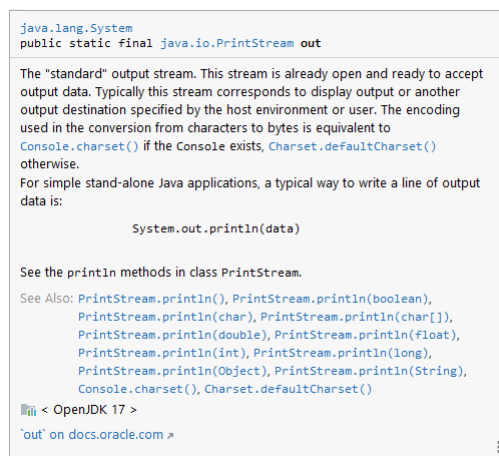 java.lang.System
public static final java.io.PrintStream out
The "standard" output stream. This stream is already open and ready to accept
output data. Typically this stream corresponds to display output or another
output destination specified by the host environment or user. The encoding
used in the conversion from characters to bytes is equivalent to
Console.charset() if the Console exists, Charset.defaultCharset()
otherwise.
For simple stand-alone Java applications, a typical way to write a line of output
data is:
System.out.println(data)
See the println methods in class PrintStream.
See Also: PrintStream.println(), PrintStream.println(boolean),
PrintStream.println(char), PrintStream.println(char[]),
PrintStream.println(double), PrintStream.println(float),
PrintStream.println(int), PrintStream.println(long),
PrintStream.println(Object), PrintStream.println(String),
Console.charset(), Charset.defaultCharset()
< OpenJDK 17 >
`out` on docs.oracle.com ↗